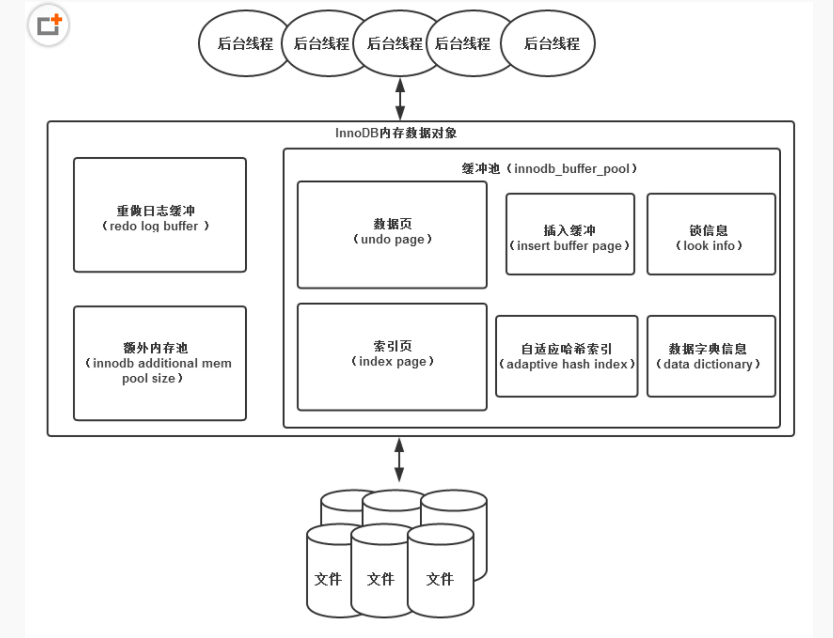 后台线程 后台线程 后台线程 后台线程 后台线程
InnoDB内存数据对象
缓冲池（innodb_buffer_pool）
重做日志缓冲
（redo log buffer ）
数据页
（undo page）
插入缓冲
（insert buffer page）
锁信息
（look info）
额外内存池
（innodb additional mem
pool size）
索引页
（index page）
自适应哈希索引
（adaptive hash index）
数据字典信息
（data dictionary）
文件 文件 文件